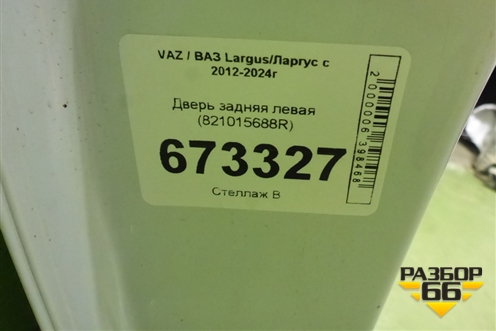 VAZ / ВАЗ Largus/Ларгус с
2012-2024г
Дверь задняя левая
(821015688R)
673327
Стеллаж В
2000006398468
РАЗБОР
66